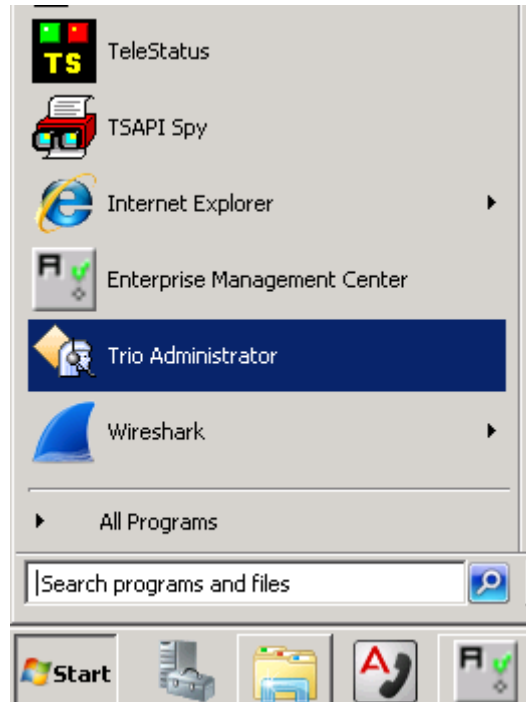 TS
TeleStatus
TSAPI Spy
Internet Explorer
Enterprise Management Center
Trio Administrator
Wireshark
All Programs
Search programs and files
Start